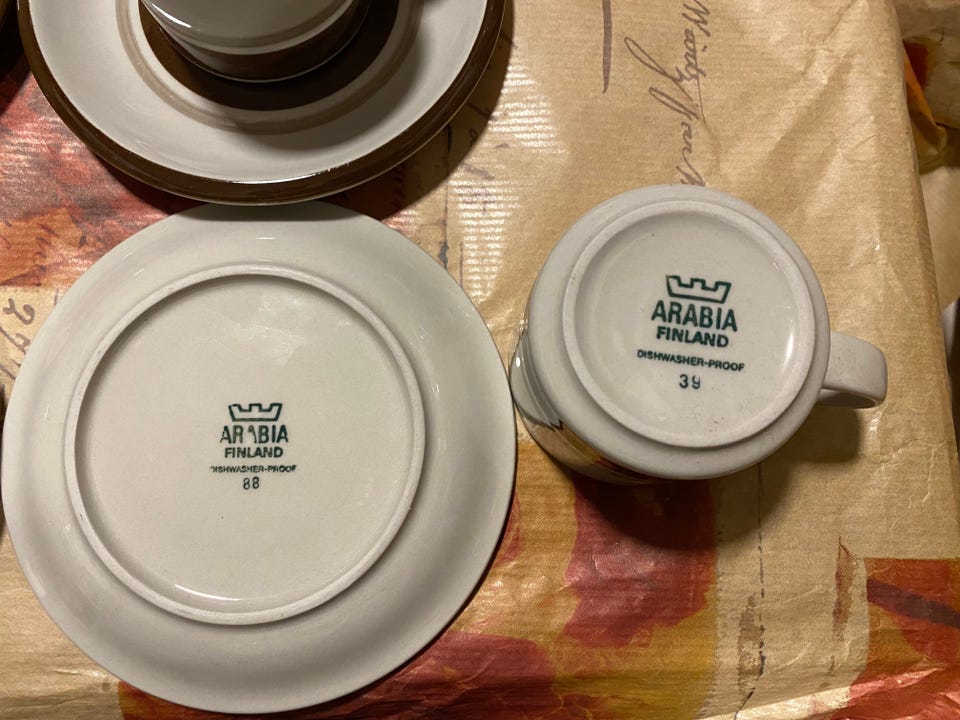 ARABIA
FINLAND
DISHWASHER-PROOF
88
ARABIA
FINLAND
DISHWASHER-PROOF
39